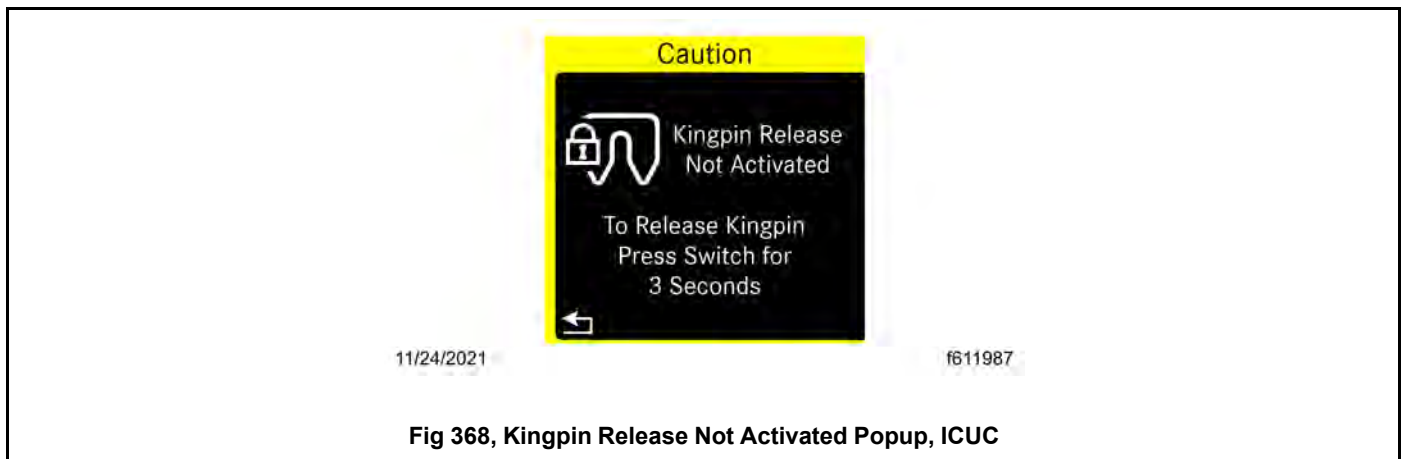 Caution
Kingpin Release
Not Activated
To Release Kingpin
Press Switch for
3 Seconds
11/24/2021
f611987
Fig 368, Kingpin Release Not Activated Popup, ICUC